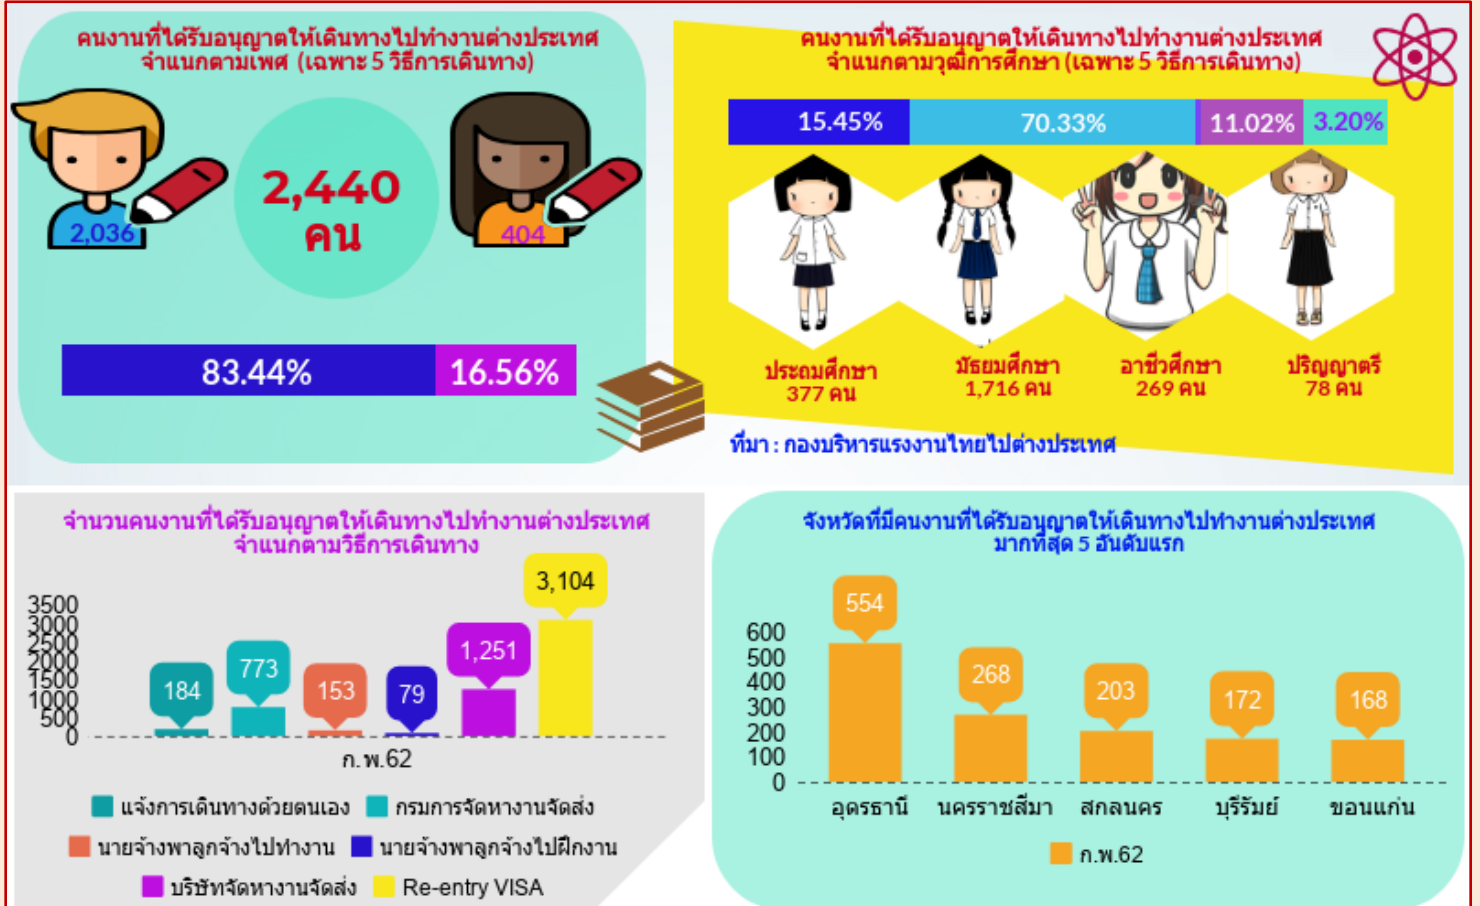 คนงานที่ได้รับอนุญาตให้เดินทางไปทำงานต่างประเทศ
จำแนกตามเพศ (เฉพาะ 5 วิธีการเดินทาง)
2,036
2,440
คน
404
83.44%
16.56%
คนงานที่ได้รับอนุญาตให้เดินทางไปทำงานต่างประเทศ
จำแนกตามวุฒิการศึกษา (เฉพาะ 5 วิธีการเดินทาง)
15.45%
70.33%
11.02%
3.20%
ประถมศึกษา
377 คน
มัธยมศึกษา
1,716 คน
อาชีวศึกษา
269 คน
ปริญญาตรี
78 คน
ที่มา : กองบริหารแรงงานไทยไปต่างประเทศ
จำนวนคนงานที่ได้รับอนุญาตให้เดินทางไปทำงานต่างประเทศ
จำแนกตามวิธีการเดินทาง
3500
3000
2500
2000
1500
1000
500
0
184
773
153
79
1,251
3,104
ก.พ.62
แจ้งการเดินทางด้วยตนเอง
กรมการจัดหางานจัดส่ง
นายจ้างพาลูกจ้างไปทำงาน
นายจ้างพาลูกจ้างไปฝึกงาน
บริษัทจัดหางานจัดส่ง
Re-entry VISA
จังหวัดที่มีคนงานที่ได้รับอนุญาตให้เดินทางไปทำงานต่างประเทศ
มากที่สุด 5 อันดับแรก
600
500
400
300
200
100
0
554
268
203
172
168
อุดรธานี
นครราชสีมา
สกลนคร
บุรีรัมย์
ขอนแก่น
ก.พ.62